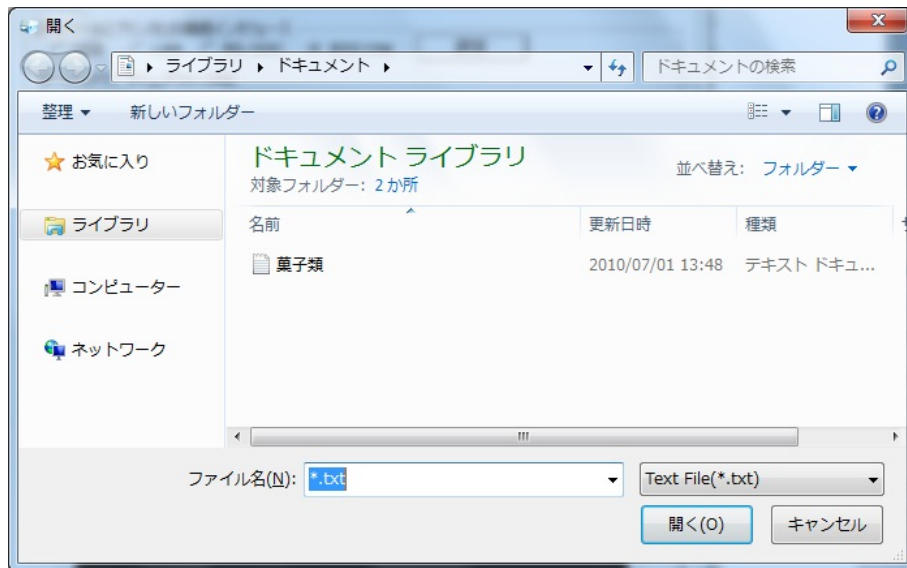 開く
ライブラリ ▸ ドキュメント ▸
ドキュメントの検索
整理
新しいフォルダー
お気に入り
ライブラリ
コンピューター
ネットワーク
ドキュメント ライブラリ
対象フォルダー: 2 か所
並べ替え: フォルダー
名前 更新日時 種類
菓子類 2010/07/01 13:48 テキスト ドキュ...
ファイル名(N): *.txt
Text File(*.txt)
開く(O)
キャンセル